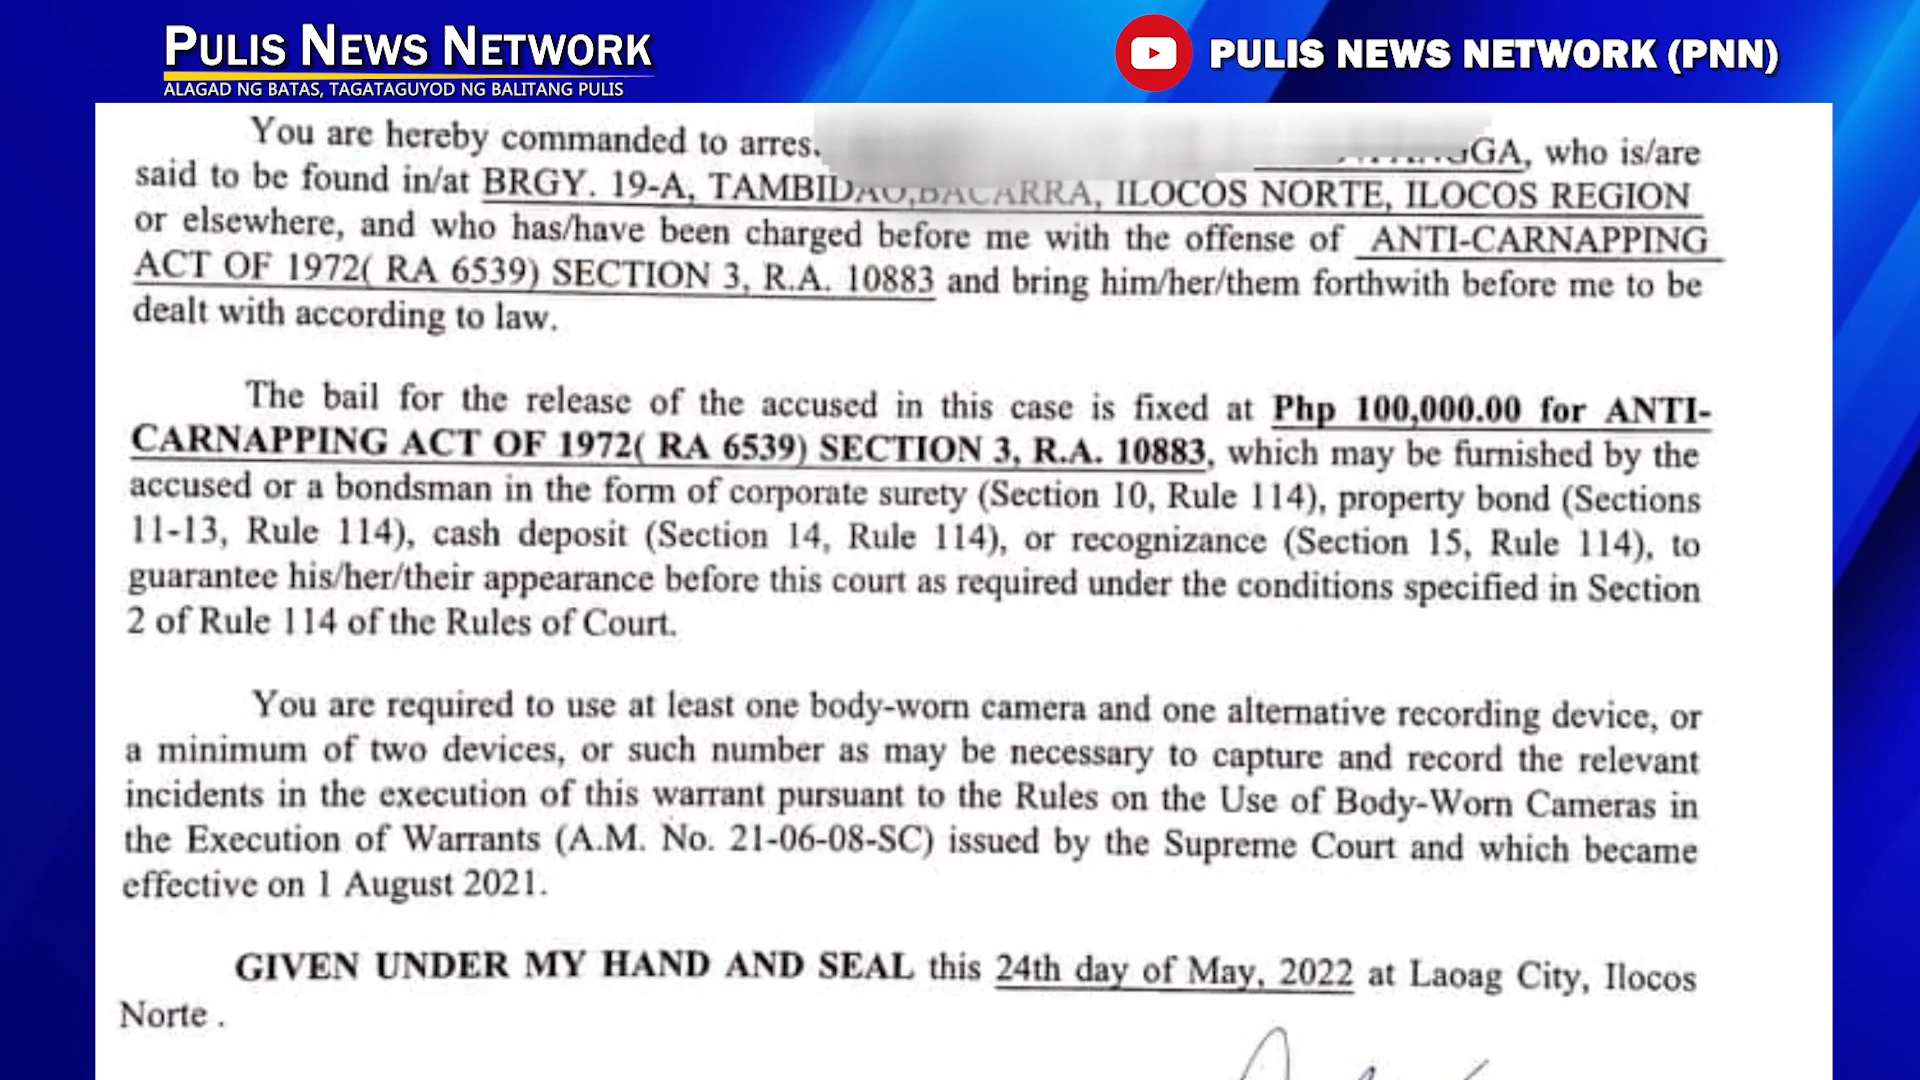 PULIS NEWS NETWORK
ALAGAD NG BATAS, TAGATAGUYOD NG BALITANG PULIS
PULIS NEWS NETWORK (PNN)
You are hereby commanded to arres
GGA, who is/are
said to be found in/at BRGY. 19-A, TAMBIDAO,BACARRA, ILOCOS NORTE, ILOCOS REGION
or elsewhere, and who has/have been charged before me with the offense of ANTI-CARNAPPING
ACT OF 1972( RA 6539) SECTION 3, R.A. 10883 and bring him/her/them forthwith before me to be
dealt with according to law.
The bail for the release of the accused in this case is fixed at Php 100,000.00 for ANTI-
CARNAPPING ACT OF 1972( RA 6539) SECTION 3, R.A. 10883, which may be furnished by the
accused or a bondsman in the form of corporate surety (Section 10, Rule 114), property bond (Sections
11-13, Rule 114), cash deposit (Section 14, Rule 114), or recognizance (Section 15, Rule 114), to
guarantee his/her/their appearance before this court as required under the conditions specified in Section
2 of Rule 114 of the Rules of Court.
You are required to use at least one body-worn camera and one alternative recording device, or
a minimum of two devices, or such number as may be necessary to capture and record the relevant
incidents in the execution of this warrant pursuant to the Rules on the Use of Body-Worn Cameras in
the Execution of Warrants (A.M. No. 21-06-08-SC) issued by the Supreme Court and which became
effective on 1 August 2021.
GIVEN UNDER MY HAND AND SEAL this 24th day of May, 2022 at Laoag City, Ilocos
Norte .